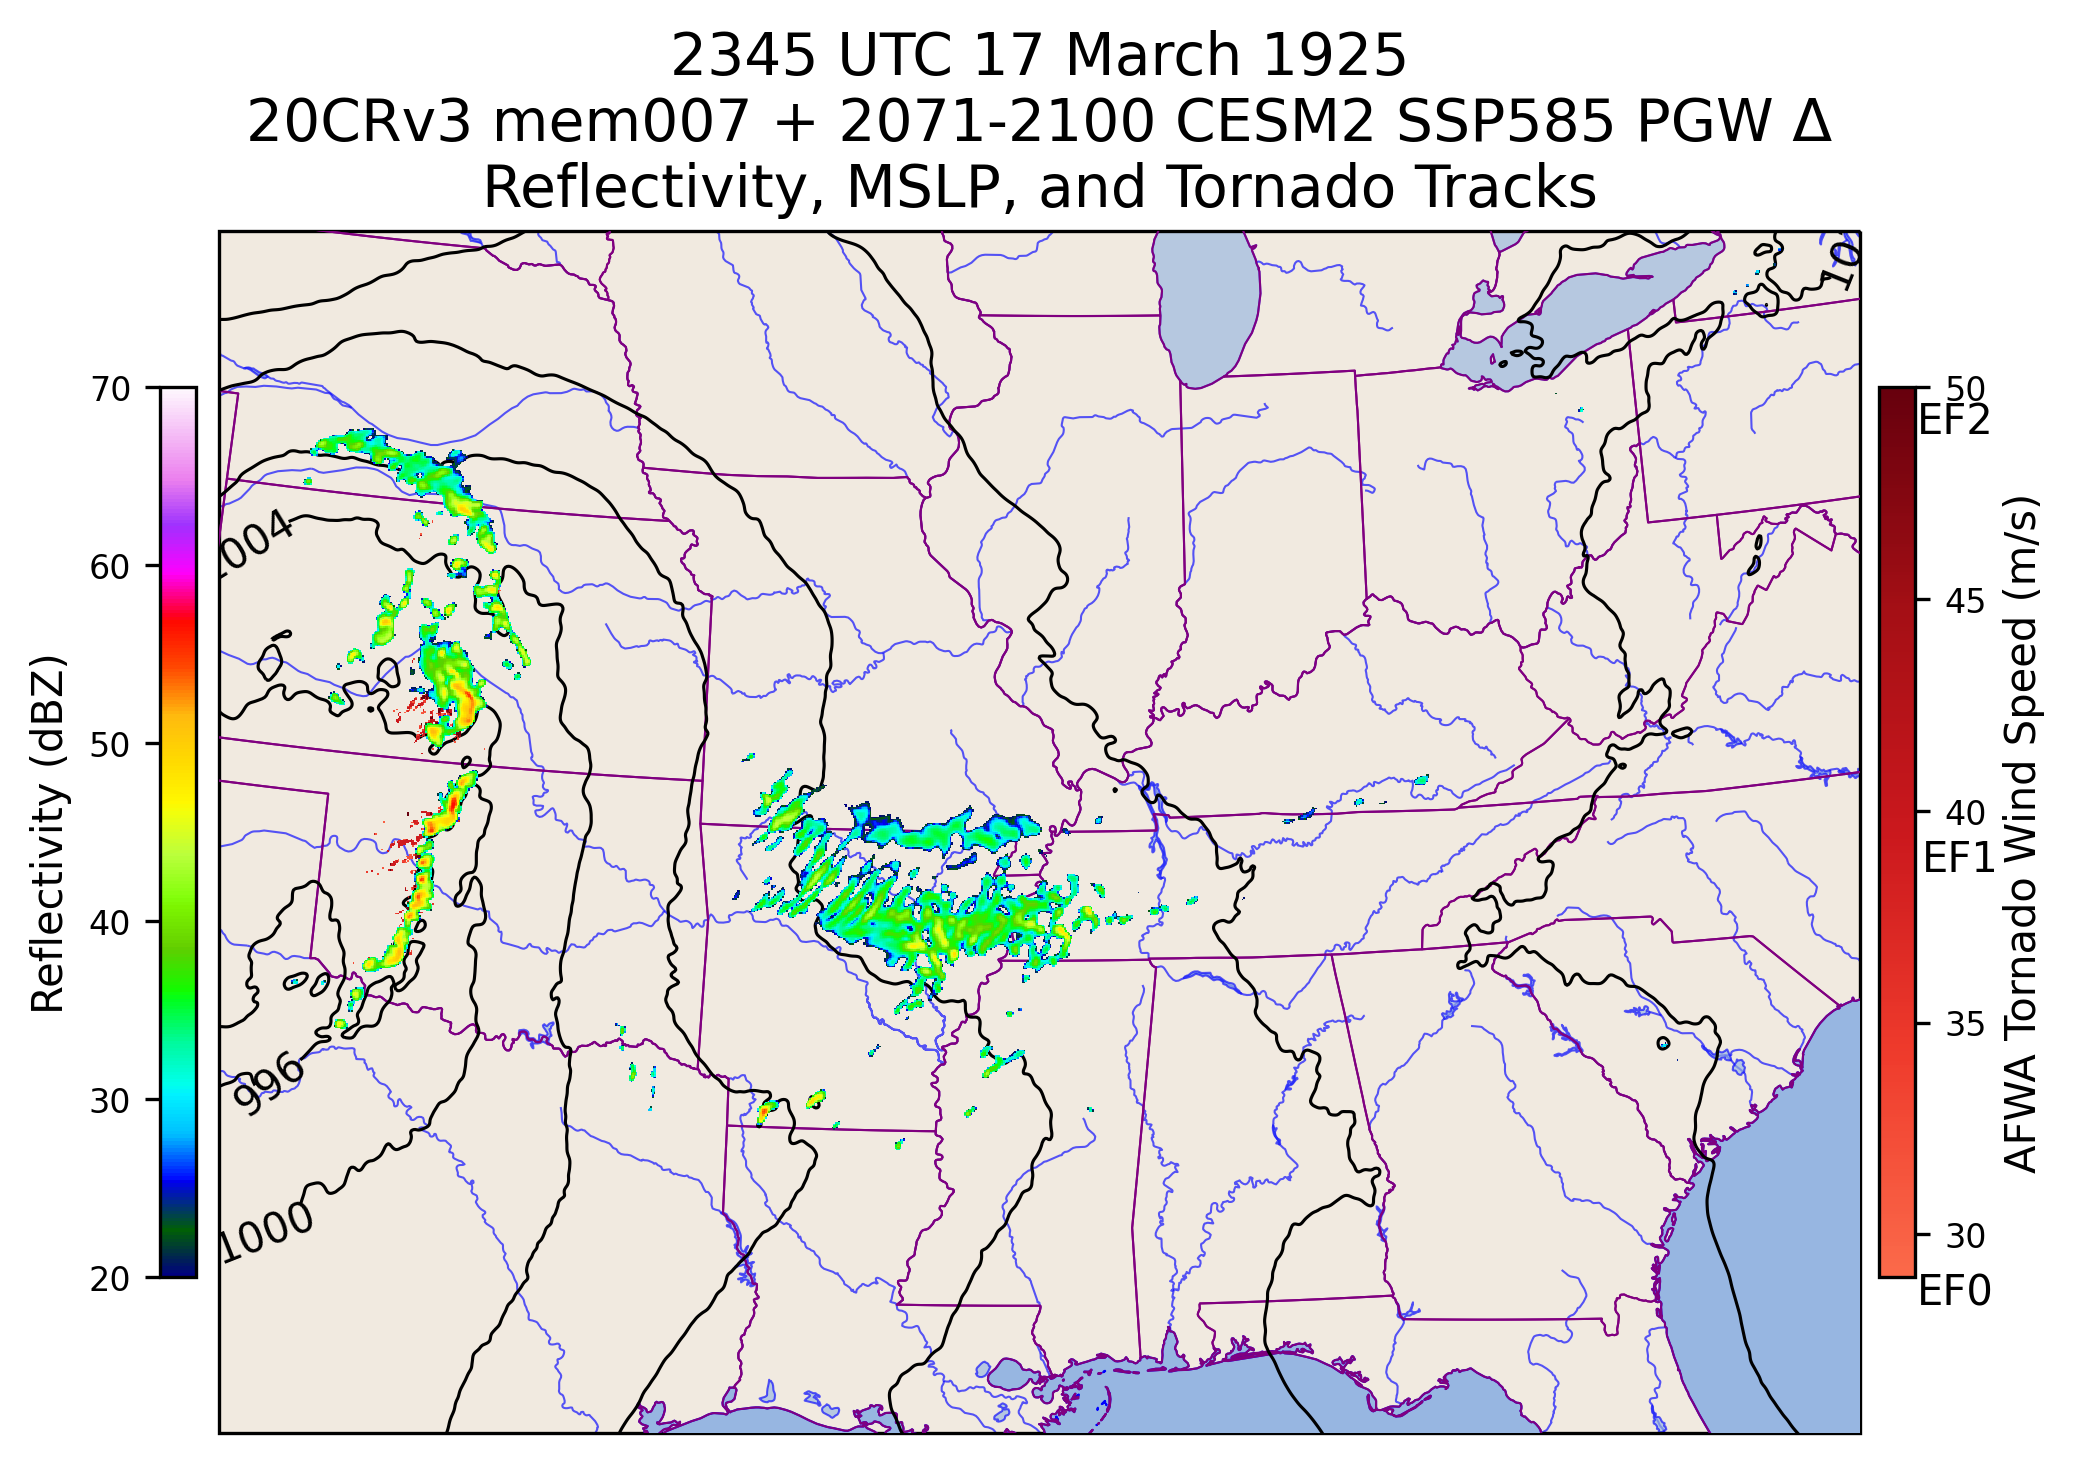 2345 UTC 17 March 1925
20CRv3 mem007 + 2071-2100 CESM2 SSP585 PGW Δ
Reflectivity, MSLP, and Tornado Tracks
70
60
50
40
30
20
Reflectivity (dBZ)
1004
996
1000
50
EF2
45
40
EF1
35
30
EF0
AFWA Tornado Wind Speed (m/s)